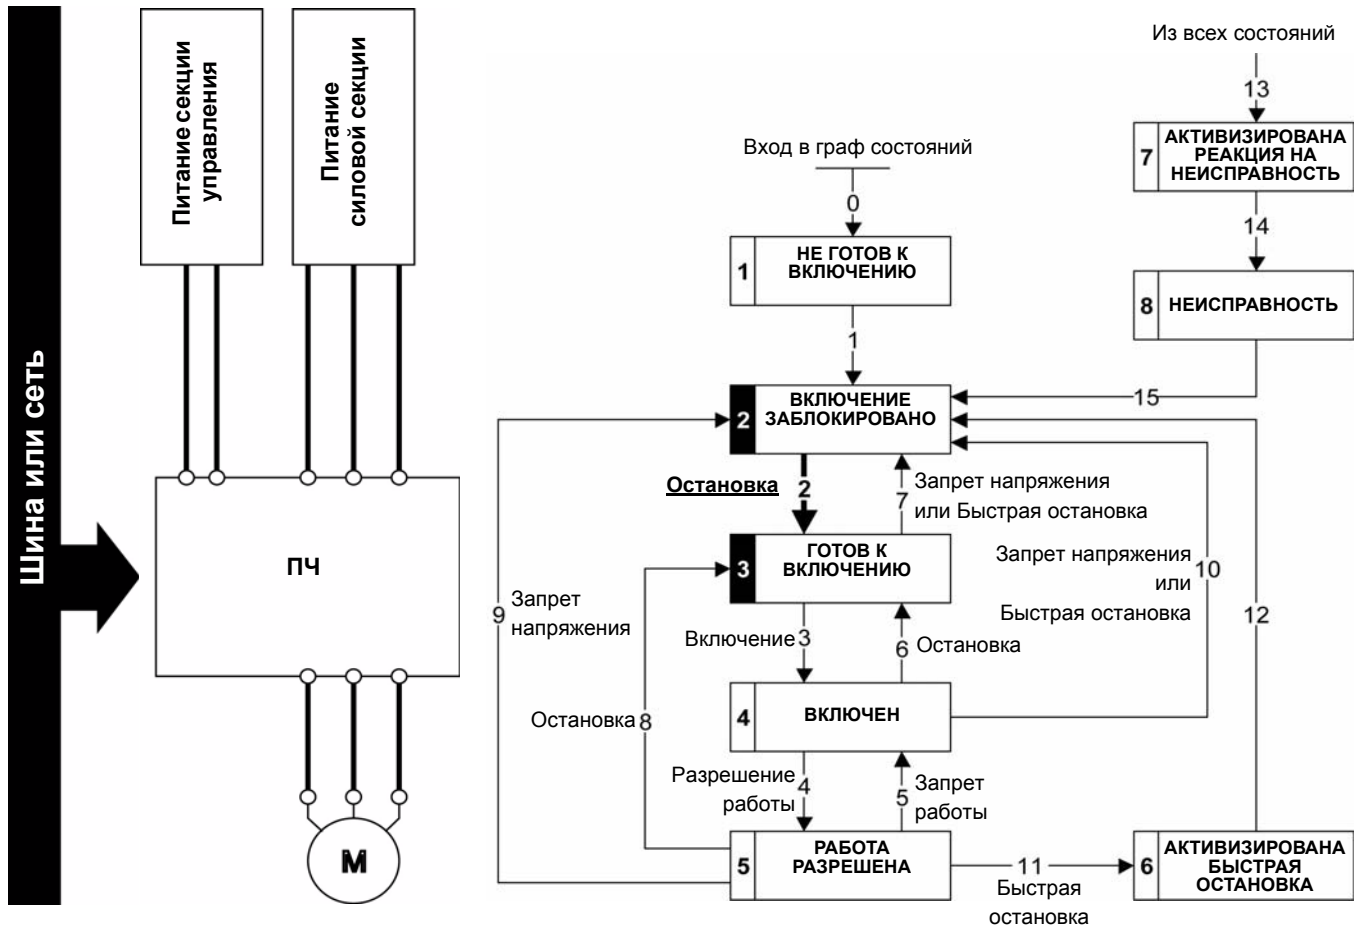 Шина или сеть
Питание секции
управления
Питание
силовой секции
ПЧ
М
Вход в граф состояний
0
1
НЕ ГОТОВ К
ВКЛЮЧЕНИЮ
1
2
ВКЛЮЧЕНИЕ
ЗАБЛОКИРОВАНО
Остановка
2
7
Запрет напряжения
или Быстрая остановка
3
ГОТОВ К
ВКЛЮЧЕНИЮ
Включение
3
6
Остановка
4
ВКЛЮЧЕН
Разрешение
работы
4
5
Запрет
работы
5
РАБОТА
РАЗРЕШЕНА
9
Запрет
напряжения
Остановка
8
Запрет напряжения
или
Быстрая остановка
10
11
Быстрая
остановка
6
АКТИВИЗИРОВАНА
БЫСТРАЯ
ОСТАНОВКА
12
Из всех состояний
13
7
АКТИВИЗИРОВАНА
РЕАКЦИЯ НА
НЕИСПРАВНОСТЬ
14
8
НЕИСПРАВНОСТЬ
15